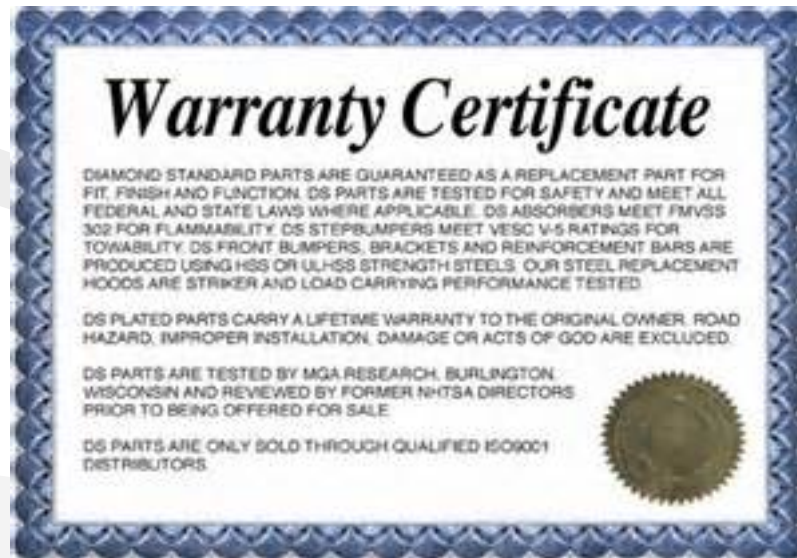 Warranty Certificate
DIAMOND STANDARD PARTS ARE GUARANTEED AS A REPLACEMENT PART FOR
FIT, FINISH AND FUNCTION. DS PARTS ARE TESTED FOR SAFETY AND MEET ALL
FEDERAL AND STATE LAWS WHERE APPLICABLE. DS ABSORBERS MEET FMVSS
302 FOR FLAMMABILITY. DS STEPBUMPERS MEET VESC V-5 RATINGS FOR
TOWABILITY. DS FRONT BUMPERS, BRACKETS AND REINFORCEMENT BARS ARE
PRODUCED USING HSS OR ULHSS STRENGTH STEELS. OUR STEEL REPLACEMENT
HOODS ARE STRIKER AND LOAD CARRYING PERFORMANCE TESTED.
DS PLATED PARTS CARRY A LIFETIME WARRANTY TO THE ORIGINAL OWNER. ROAD
HAZARD, IMPROPER INSTALLATION, DAMAGE OR ACTS OF GOD ARE EXCLUDED.
DS PARTS ARE TESTED BY MGA RESEARCH, BURLINGTON,
WISCONSIN AND REVIEWED BY FORMER NHTSA DIRECTORS
PRIOR TO BEING OFFERED FOR SALE
DS PARTS ARE ONLY SOLD THROUGH QUALIFIED ISO9001
DISTRIBUTORS.